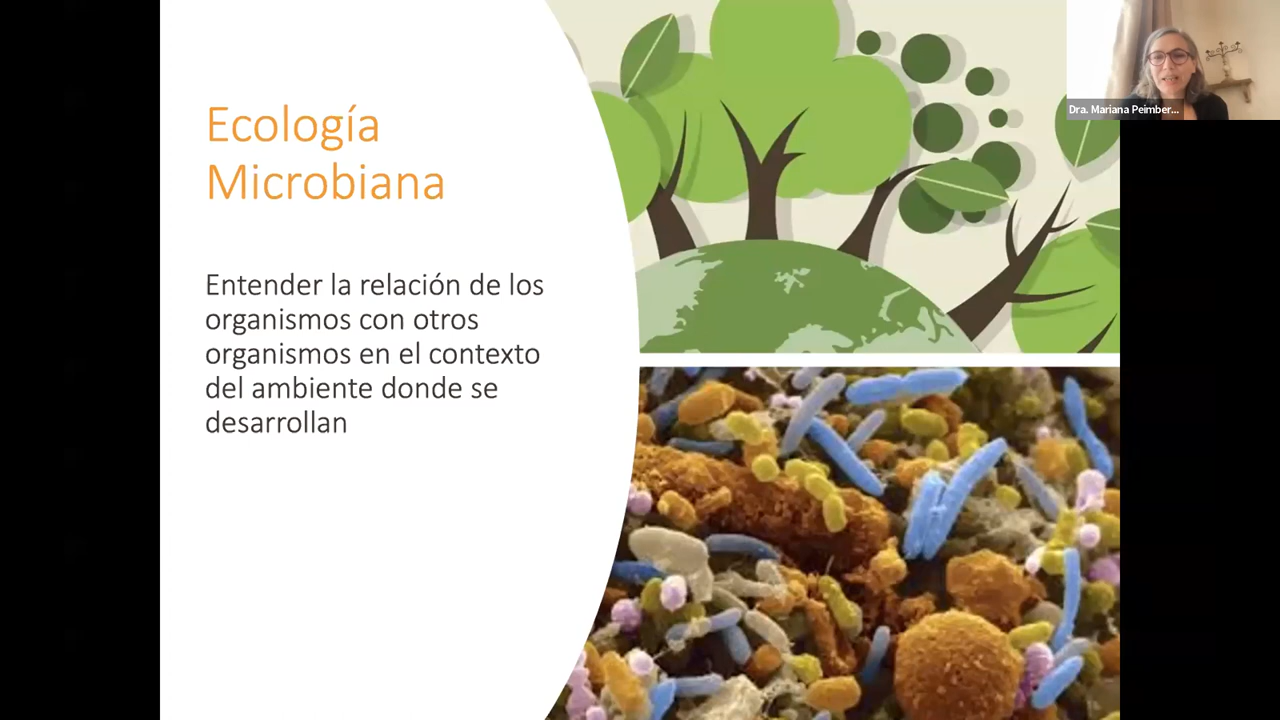 Ecología
Microbiana
Entender la relación de los
organismos con otros
organismos en el contexto
del ambiente donde se
desarrollan
Dra. Mariana Peimber...